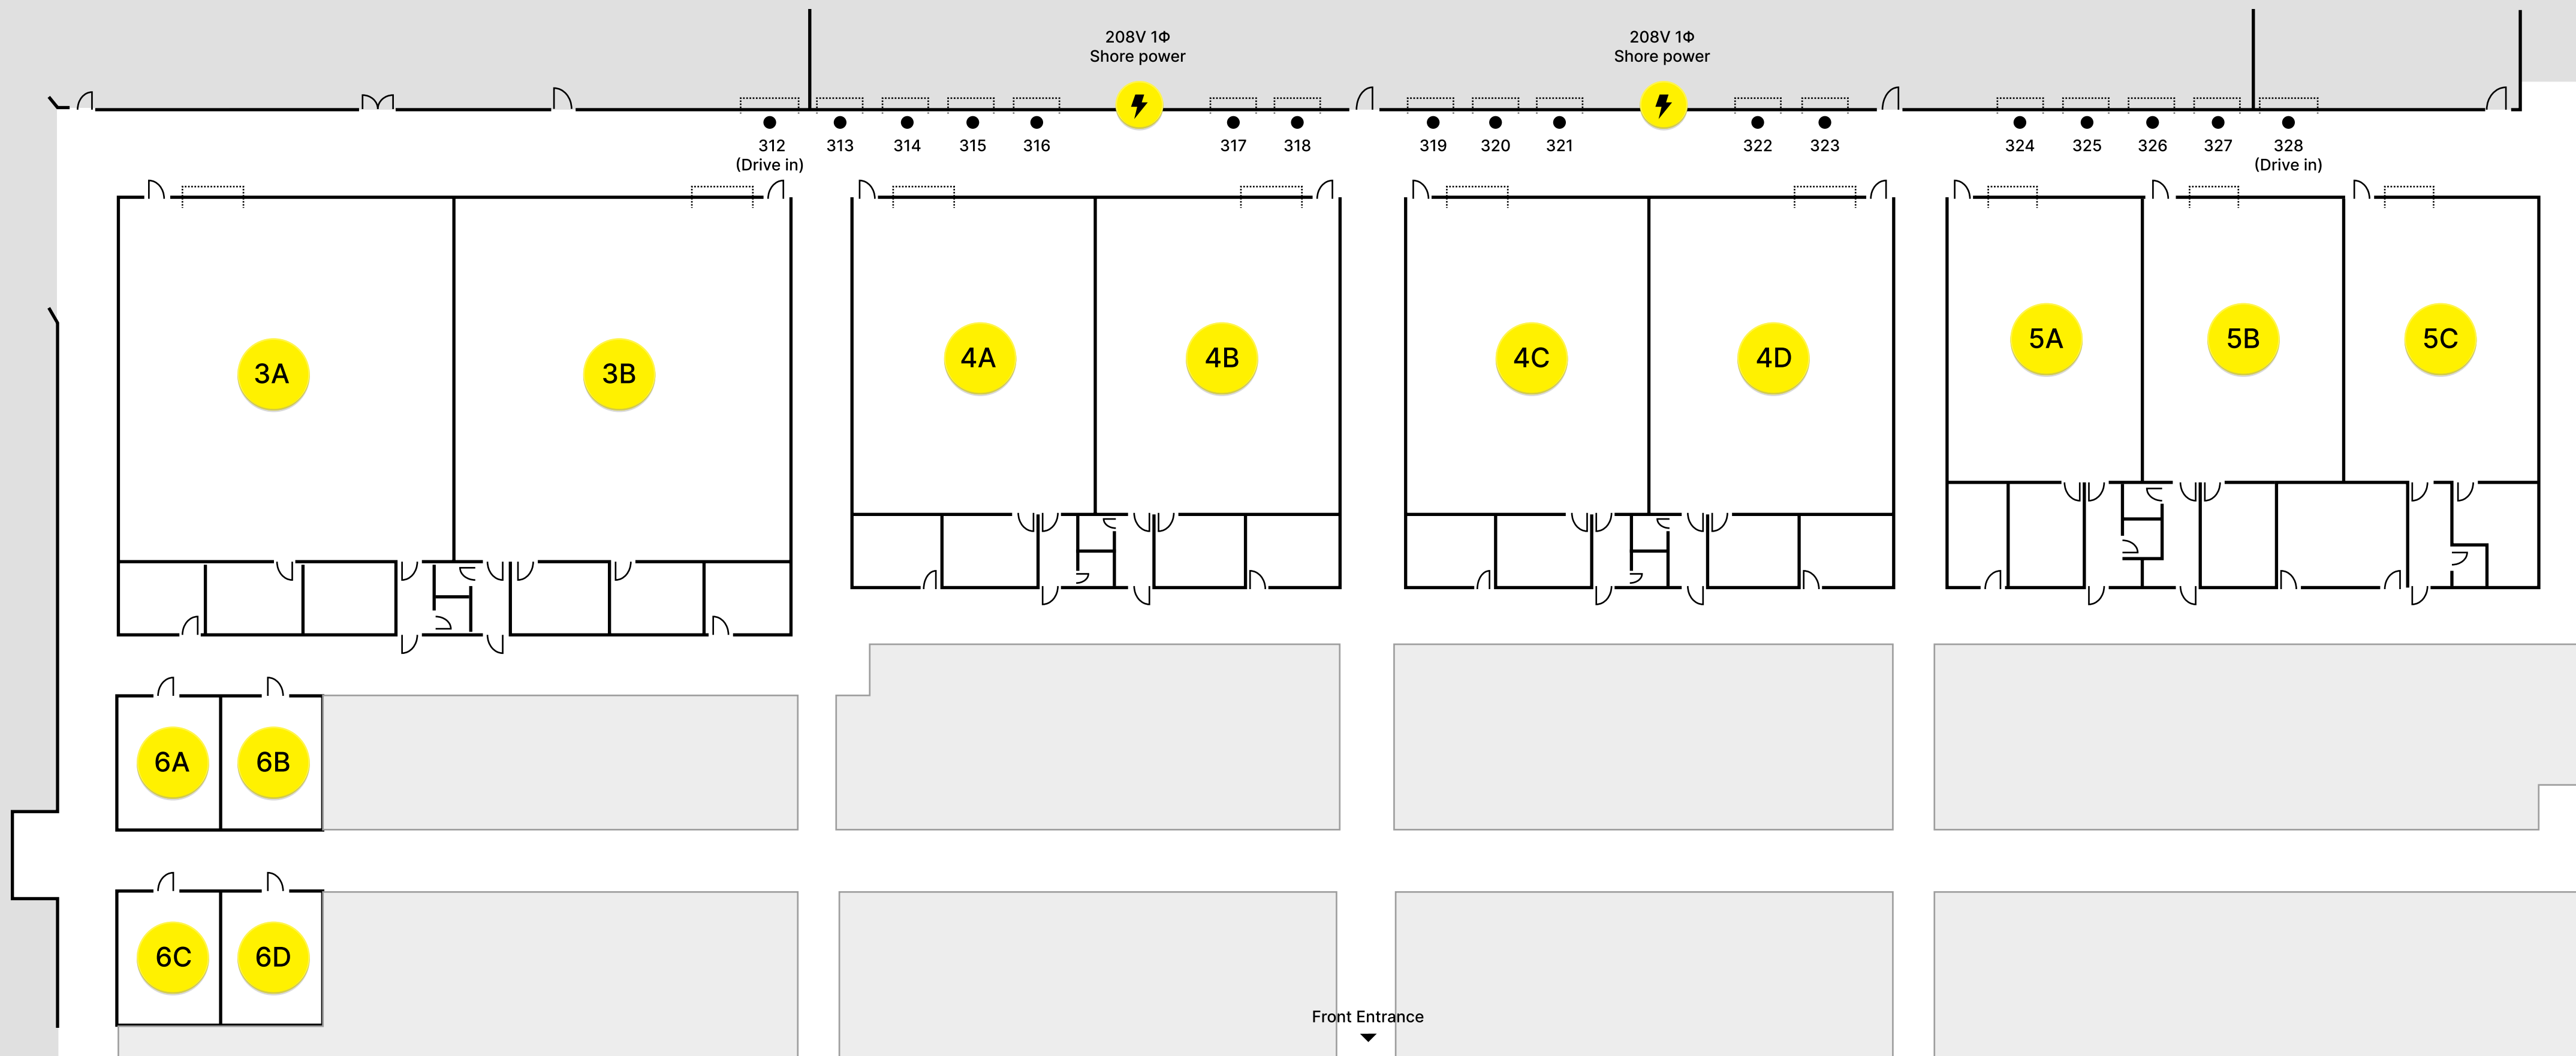 208V 1Φ
Shore power
208V 1Φ
Shore power
312
(Drive in)
313
314
315
316
317
318
319
320
321
322
323
324
325
326
327
328
(Drive in)
3A
3B
4A
4B
4C
4D
5A
5B
5C
6A
6B
6C
6D
Front Entrance